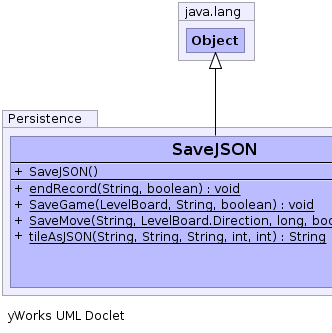 java.lang
Object
Persistence
SaveJSON
+ SaveJSON()
+ endRecord(String, boolean) : void
+ SaveGame(LevelBoard, String, boolean) : void
+ SaveMove(String, LevelBoard.Direction, long,
+ tileAsJSON(String, String, String, int, int) : String
yWorks UML Doclet